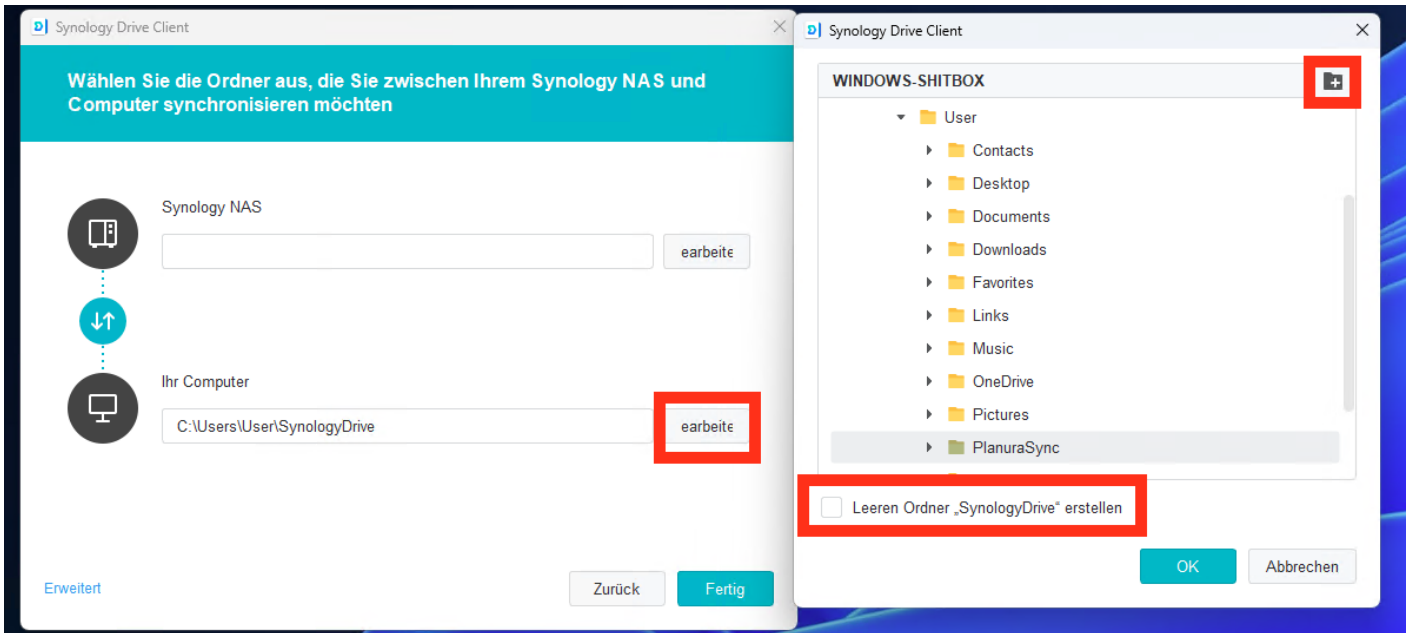 Synology Drive Client
Wählen Sie die Ordner aus, die Sie zwischen Ihrem Synology NAS und
Computer synchronisieren möchten
Synology NAS
earbeite
Ihr Computer
C:\Users\User\SynologyDrive
earbeite
Erweitert
Zurück
Fertig
Synology Drive Client
WINDOWS-SHITBOX
User
Contacts
Desktop
Documents
Downloads
Favorites
Links
Music
OneDrive
Pictures
PlanuraSync
Leeren Ordner „SynologyDrive“ erstellen
OK
Abbrechen